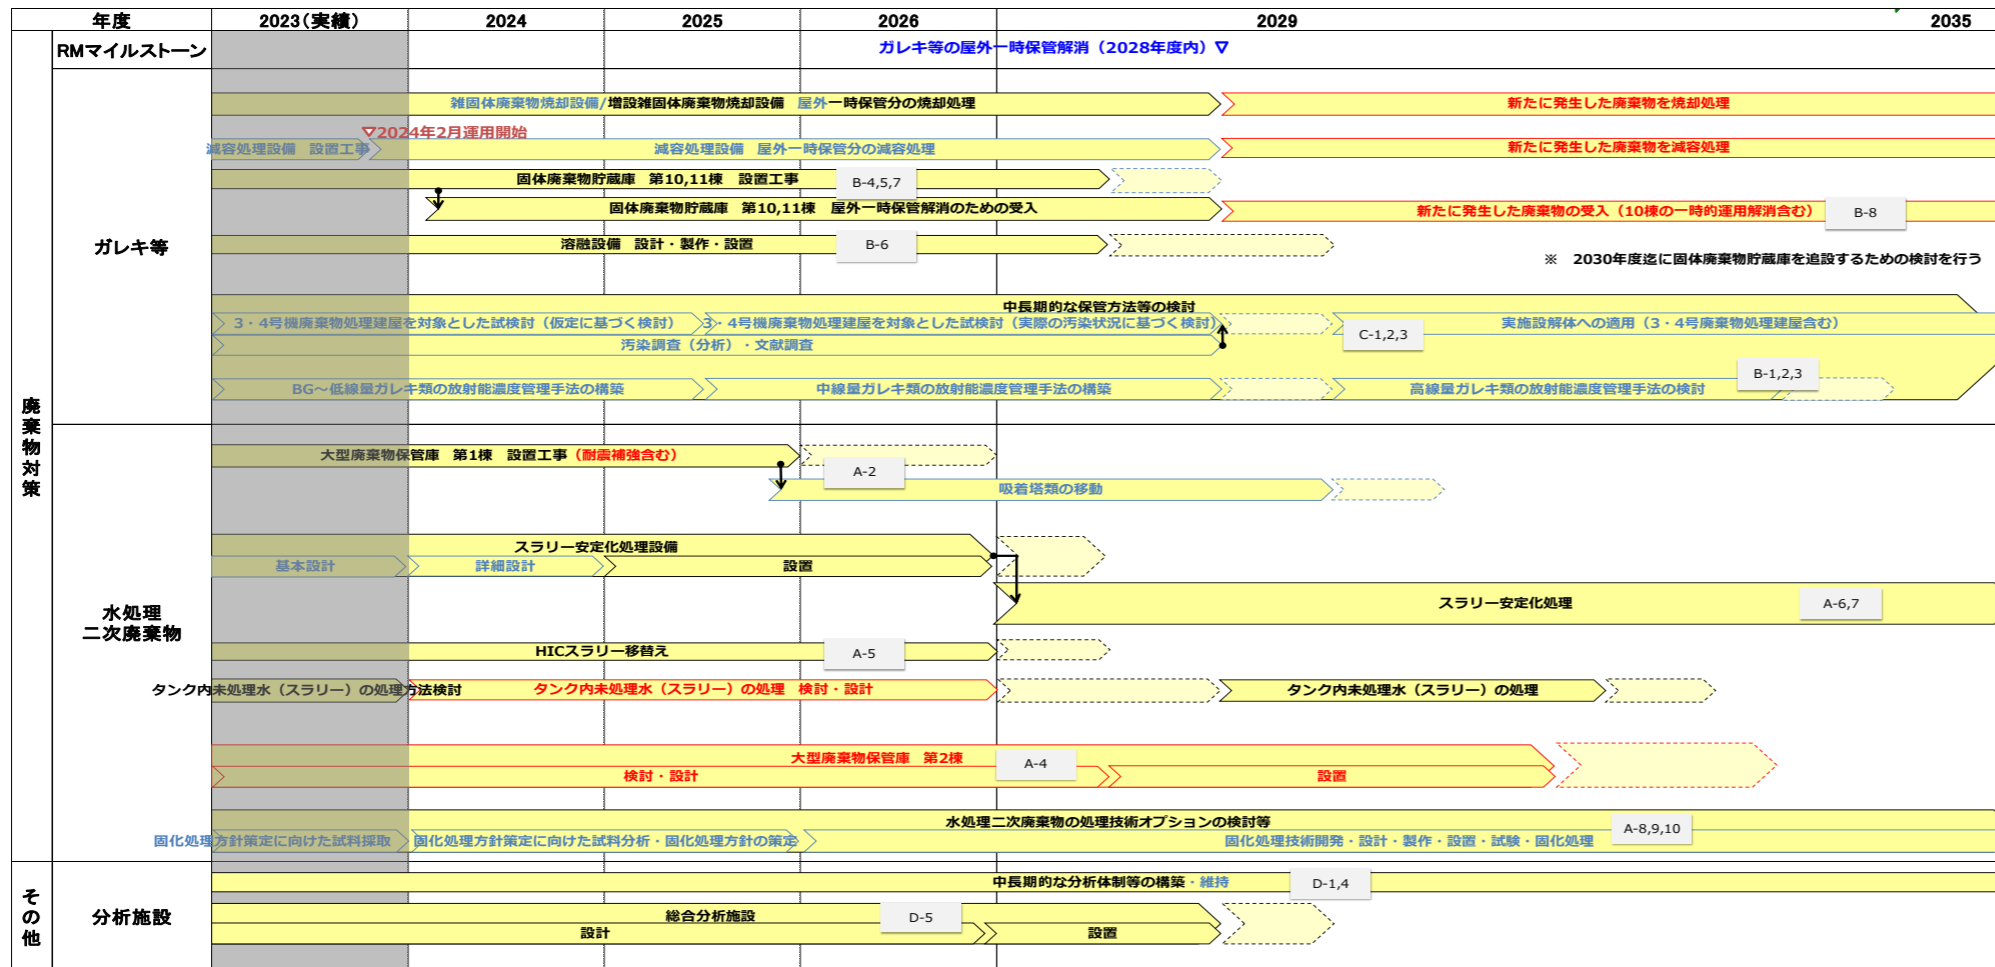 年度
2023(実績)
2024
2025
2026
2029
2035
RMマイルストーン
ガレキ等の屋外一時保管解消（2028年度内）▽
廃棄物対策
ガレキ等
雑固体廃棄物焼却設備/増設雑固体廃棄物焼却設備　屋外一時保管分の焼却処理
新たに発生した廃棄物を焼却処理
▽2024年2月運用開始
減容処理設備　設置工事
減容処理設備　屋外一時保管分の減容処理
新たに発生した廃棄物を減容処理
固体廃棄物貯蔵庫　第10,11棟　設置工事
B-4,5,7
固体廃棄物貯蔵庫　第10,11棟　屋外一時保管解消のための受入
新たに発生した廃棄物の受入（10棟の一時的運用解消含む）
B-8
溶融設備　設計・製作・設置
B-6
※　2030年度迄に固体廃棄物貯蔵庫を追設するための検討を行う
中長期的な保管方法等の検討
3・4号機廃棄物処理建屋を対象とした試検討（仮定に基づく検討）
3・4号機廃棄物処理建屋を対象とした試検討（実際の汚染状況に基づく検討）
実施設解体への適用（3・4号廃棄物処理建屋含む）
C-1,2,3
汚染調査（分析）・文献調査
B-1,2,3
BG～低線量ガレキ類の放射能濃度管理手法の構築
中線量ガレキ類の放射能濃度管理手法の構築
高線量ガレキ類の放射能濃度管理手法の検討
水処理
二次廃棄物
大型廃棄物保管庫　第1棟　設置工事（耐震補強含む）
A-2
吸着塔類の移動
スラリー安定化処理設備
基本設計
詳細設計
設置
スラリー安定化処理
A-6,7
HICスラリー移替え
A-5
タンク内未処理水（スラリー）の処理方法検討
タンク内未処理水（スラリー）の処理　検討・設計
タンク内未処理水（スラリー）の処理
大型廃棄物保管庫　第2棟
A-4
検討・設計
設置
水処理二次廃棄物の処理技術オプションの検討等
A-8,9,10
固化処理方針策定に向けた試料採取
固化処理方針策定に向けた試料分析・固化処理方針の策定
固化処理技術開発・設計・製作・設置・試験・固化処理
その他
分析施設
中長期的な分析体制等の構築・維持
D-1,4
総合分析施設
D-5
設計
設置